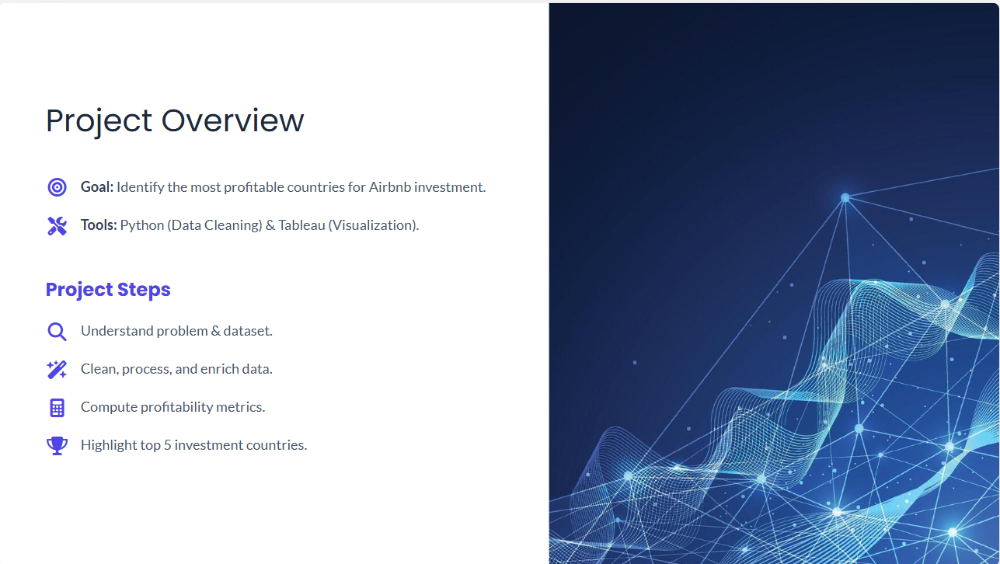 Project Overview
Goal: Identify the most profitable countries for Airbnb investment.
Tools: Python (Data Cleaning) & Tableau (Visualization).
Project Steps
Understand problem & dataset.
Clean, process, and enrich data.
Compute profitability metrics.
Highlight top 5 investment countries.